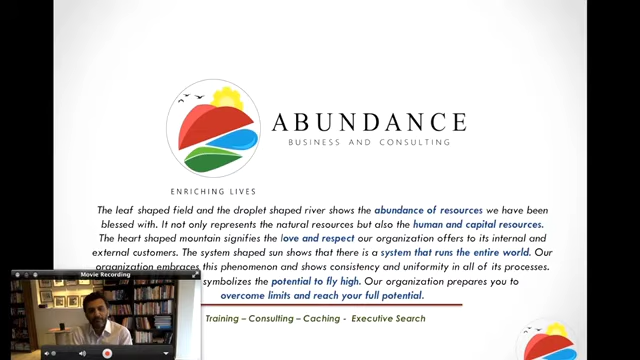 ABUNDANCE
BUSINESS AND CONSULTING
ENRICHING LIVES
The leaf shaped field and the droplet shaped river shows the abundance of resources we have been
blessed with. It not only represents the natural resources but also the human and capital resources.
The heart shaped mountain signifies the love and respect our organization offers to its internal and
external customers. The system shaped sun shows that there is a system that runs the entire world. Our
organization embraces this phenomenon and shows consistency and uniformity in all of its processes.
symbolizes the potential to fly high. Our organization prepares you to
overcome limits and reach your full potential.
Training – Consulting – Caching - Executive Search
Movie Recording